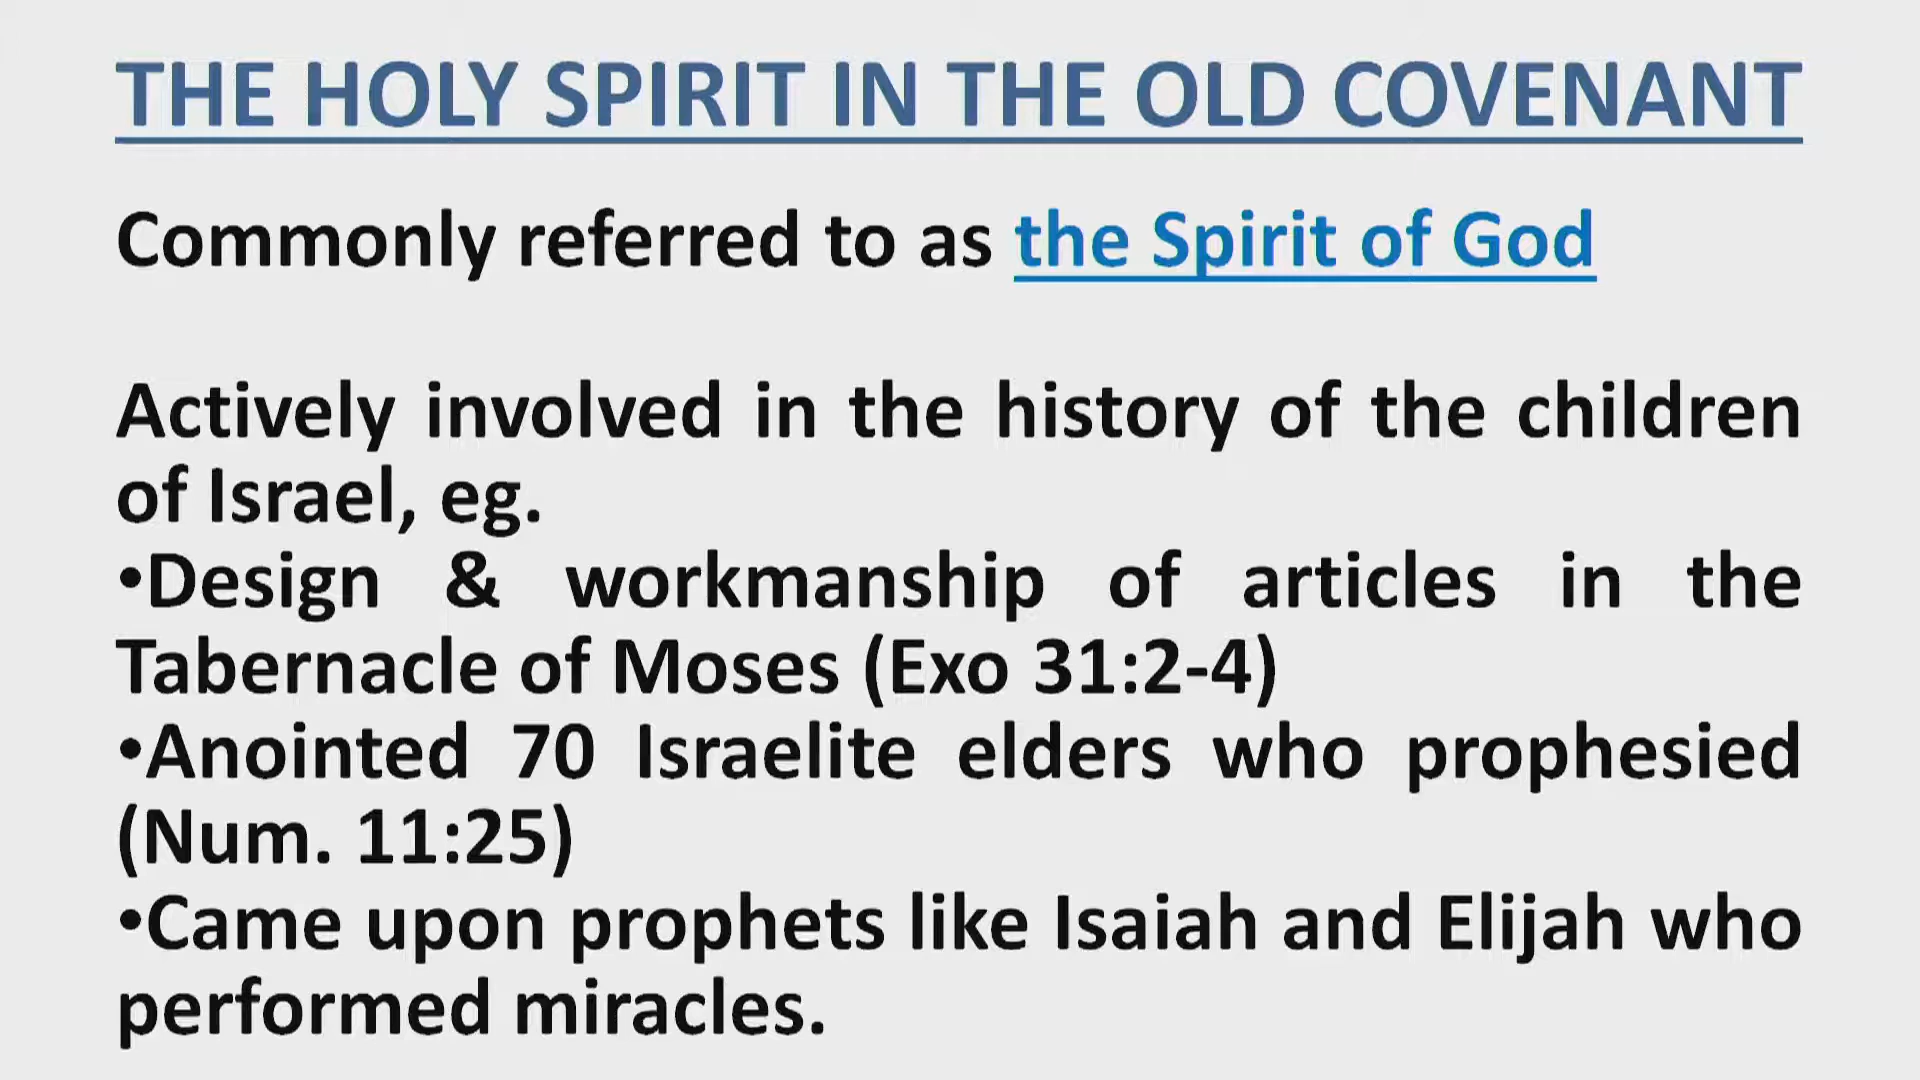 THE HOLY SPIRIT IN THE OLD COVENANT
Commonly referred to as the Spirit of God
Actively involved in the history of the children
of Israel, eg.
•Design & workmanship of articles in the
Tabernacle of Moses (Exo 31:2-4)
•Anointed 70 Israelite elders who prophesied
(Num. 11:25)
•Came upon prophets like Isaiah and Elijah who
performed miracles.